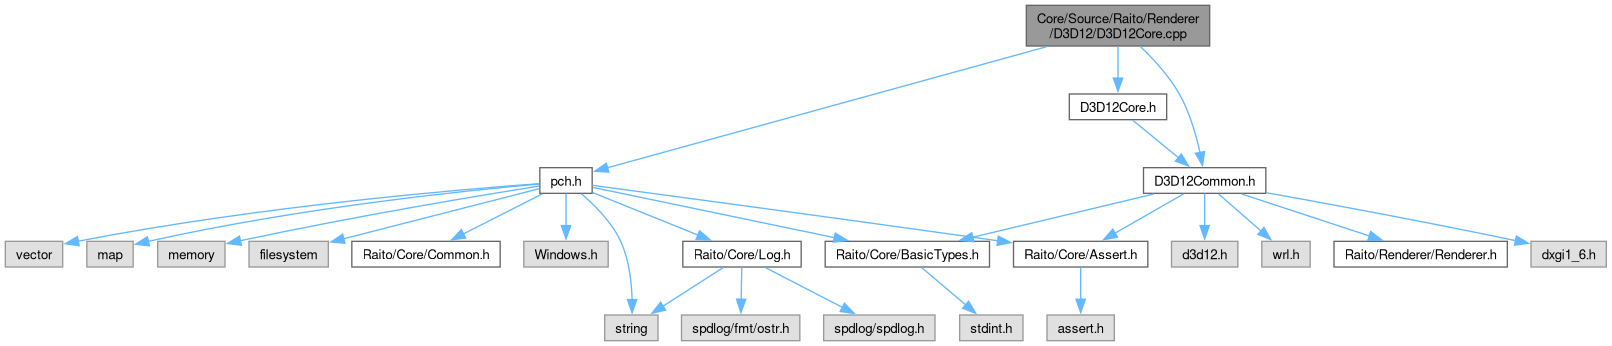 Core/Source/Raito/Renderer
/D3D12/D3D12Core.cpp
D3D12Core.h
pch.h
D3D12Common.h
vector
map
memory
filesystem
Raito/Core/Common.h
Windows.h
Raito/Core/Log.h
Raito/Core/BasicTypes.h
Raito/Core/Assert.h
d3d12.h
wrl.h
Raito/Renderer/Renderer.h
dxgi1_6.h
string
spdlog/fmt/ostr.h
spdlog/spdlog.h
stdint.h
assert.h